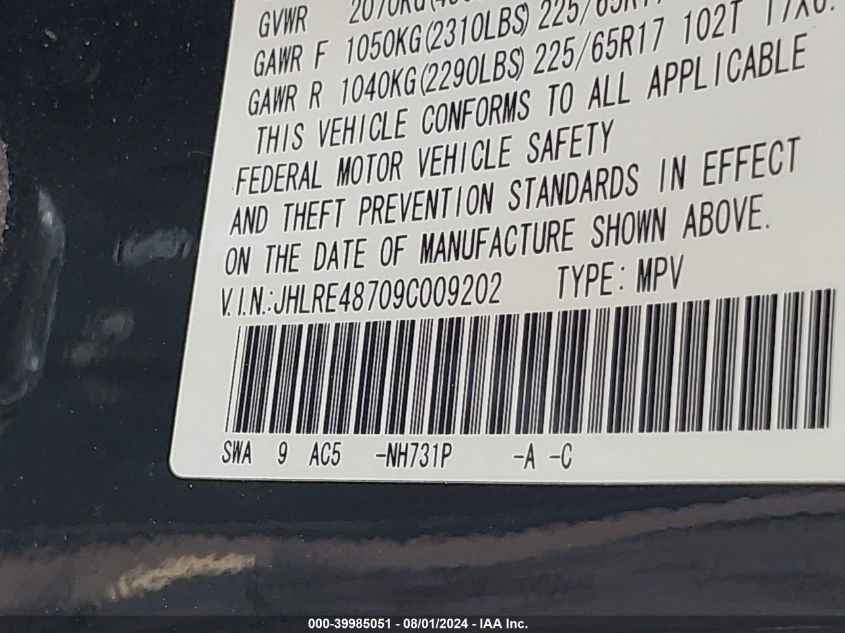 GVWR 2070KG
GAWR F 1050KG(2310LBS) 225/65R17
GAWR R 1040KG(2290LBS) 225/65R17 102T 17X6.
THIS VEHICLE CONFORMS TO ALL APPLICABLE
FEDERAL MOTOR VEHICLE SAFETY
AND THEFT PREVENTION STANDARDS IN EFFECT
ON THE DATE OF MANUFACTURE SHOWN ABOVE.
V.I.N.:JHLRE48709C009202 TYPE: MPV
SWA 9 AC5 -NH731P -A -C
000-39985051 - 08/01/2024 - IAA Inc.